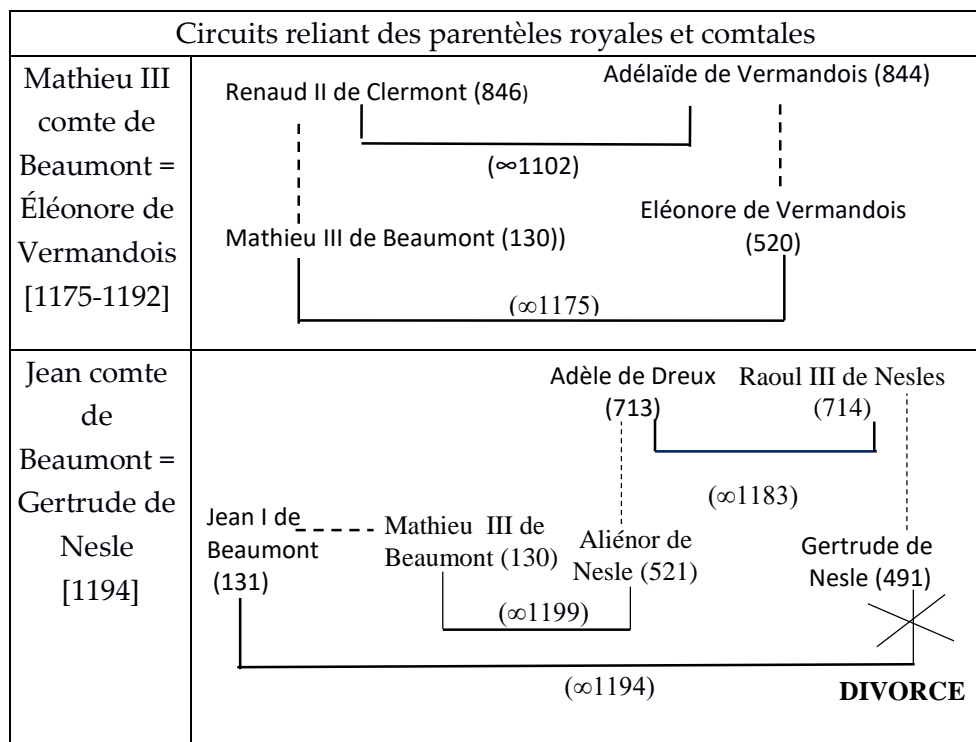 Circuits reliant des parentèles royales et comtales
Mathieu III
comte de
Beaumont =
Éléonore de
Vermandois
[1175-1192]
Renaud II de Clermont (846)
Adélaïde de Vermandois (844)
(∞1102)
Mathieu III de Beaumont (130))
Eléonore de Vermandois
(520)
(∞1175)
Jean comte
de
Beaumont =
Gertrude de
Nesle
[1194]
Adèle de Dreux
(713)
Raoul III de Nesles
(714)
(∞1183)
Jean I de
Beaumont
(131)
Mathieu III de
Beaumont (130)
Aliénor de
Nesle (521)
Gertrude de
Nesle (491)
(∞1199)
(∞1194)
DIVORCE